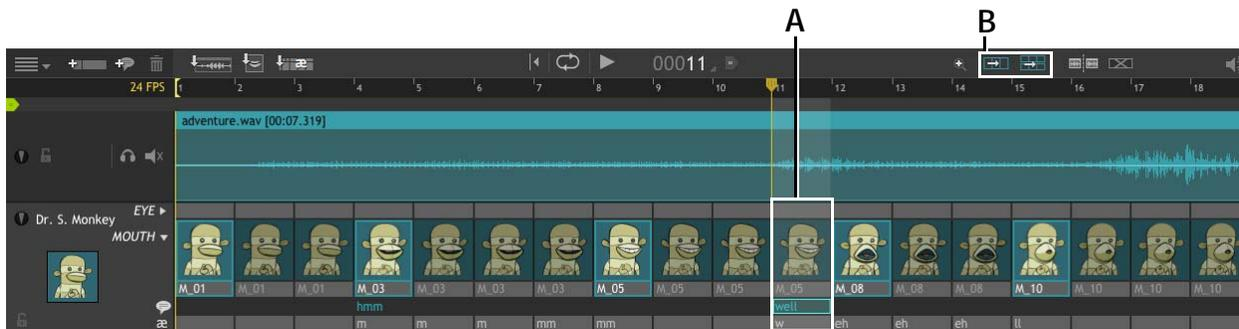 A B
+ + æ 00011
24 FPS 1 2 3 4 5 6 7 8 9 10 11 12 13 14 15 16 17 18
adventure.wav [00:07.319]
EYE
Dr. S. Monkey
MOUTH
M_01 M_01 M_01 M_03 M_03 M_03 M_03 M_05 M_05 M_05 M_05 M_08 M_08 M_08 M_10 M_10 M_10 M_10
hmm well
æ m m m mm mm w eh eh eh ll